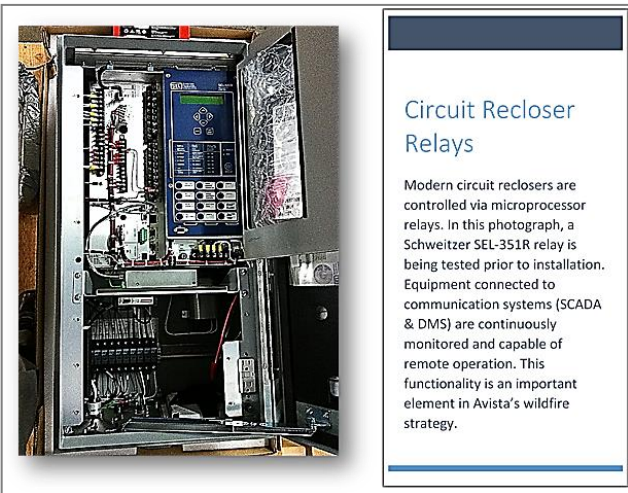 Circuit Recloser
Relays
Modern circuit reclosers are
controlled via microprocessor
relays. In this photograph, a
Schweitzer SEL-351R relay is
being tested prior to installation.
Equipment connected to
communication systems (SCADA
& DMS) are continuously
monitored and capable of
remote operation. This
functionality is an important
element in Avista’s wildfire
strategy.